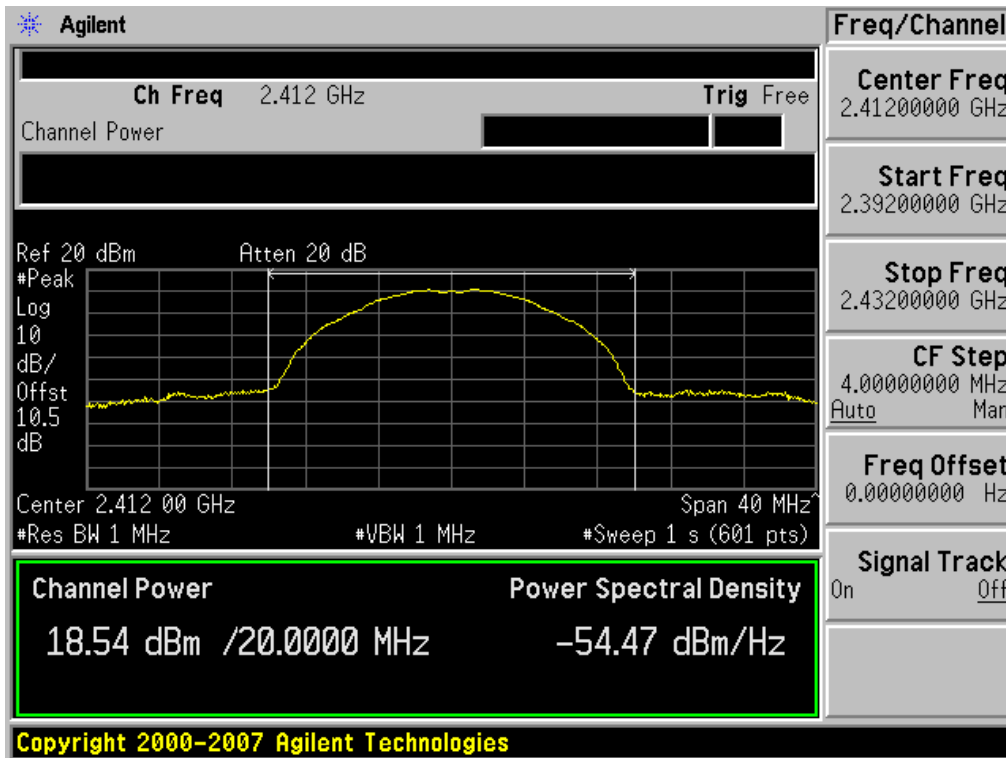 Agilent
Freq/Channel
Ch Freq 2.412 GHz Trig Free
Channel Power
Center Freq
2.41200000 GHz
Start Freq
2.39200000 GHz
Stop Freq
2.43200000 GHz
CF Step
4.00000000 MHz
Auto Man
Freq Offset
0.00000000 Hz
Signal Track
On Off
Ref 20 dBm Atten 20 dB
#Peak
Log
10
dB/
Offst
10.5
dB
Center 2.412 00 GHz Span 40 MHz^
#Res BW 1 MHz #VBW 1 MHz #Sweep 1 s (601 pts)
Channel Power Power Spectral Density
18.54 dBm /20.0000 MHz -54.47 dBm/Hz
Copyright 2000-2007 Agilent Technologies